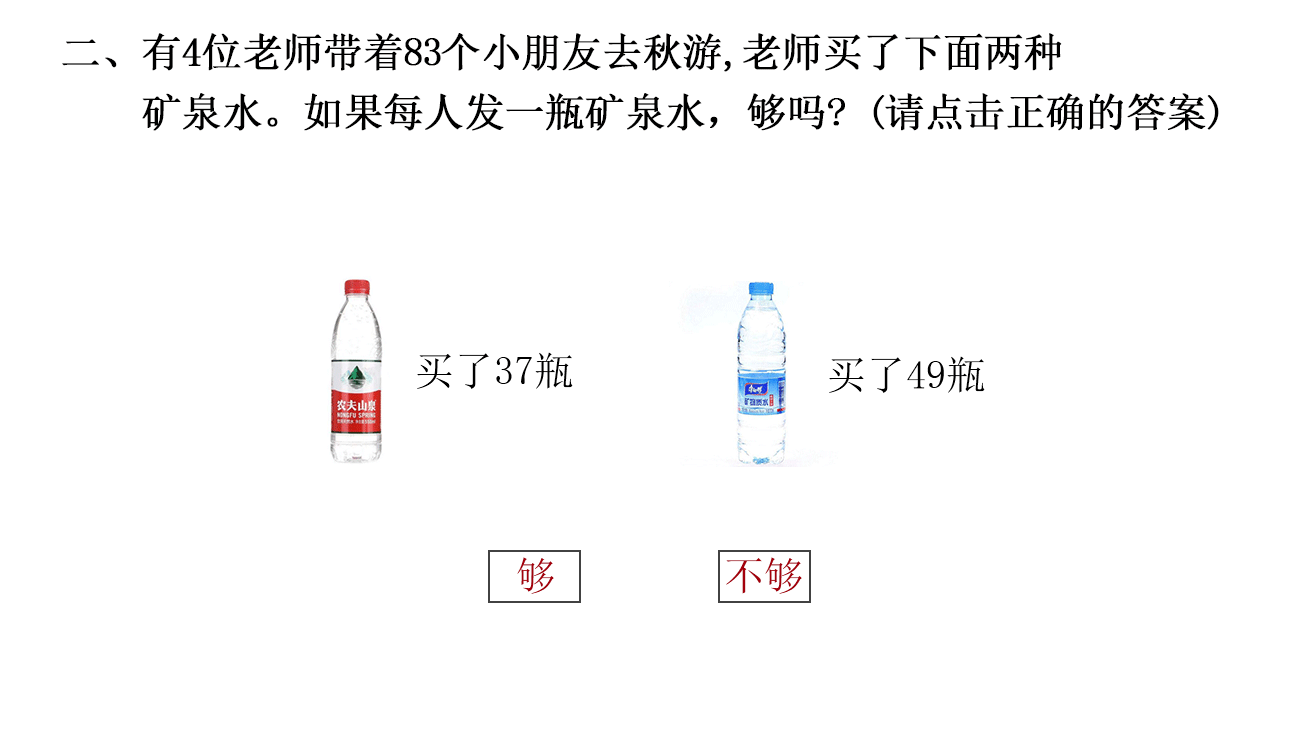 二、有4位老师带着83个小朋友去秋游,老师买了下面两种
矿泉水。如果每人发一瓶矿泉水，够吗?(请点击正确的答案)
买了37瓶
买了49瓶
农夫山泉
NONGFU SPRING
康师傅
矿物质水
够
不够